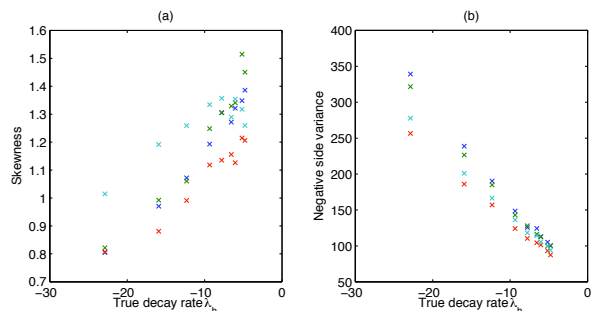 (a)
Skewness
1.6
1.5
1.4
1.3
1.2
1.1
1
0.9
0.8
0.7
−30 −20 −10 0
True decay rate λh
(b)
Negative side variance
400
350
300
250
200
150
100
50
−30 −20 −10 0
True decay rate λh